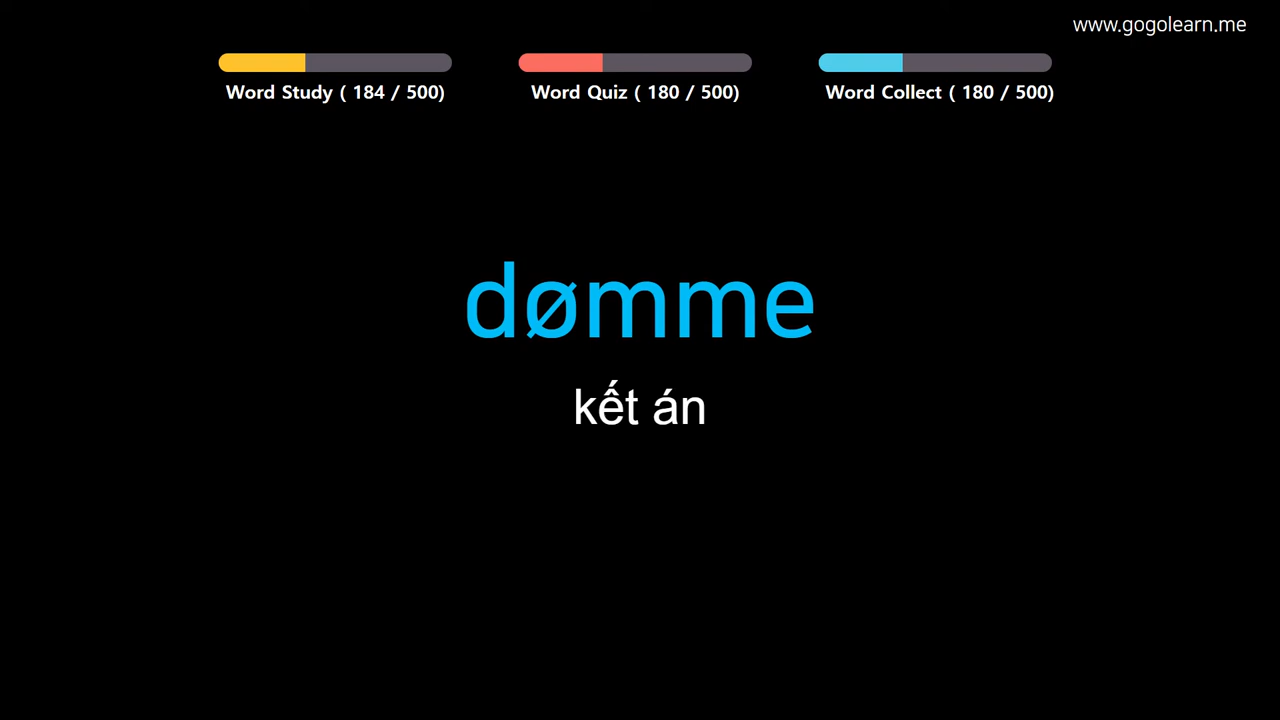 www.gogolearn.me
Word Study ( 184 / 500)
Word Quiz ( 180 / 500)
Word Collect ( 180 / 500)
dømme
kết án